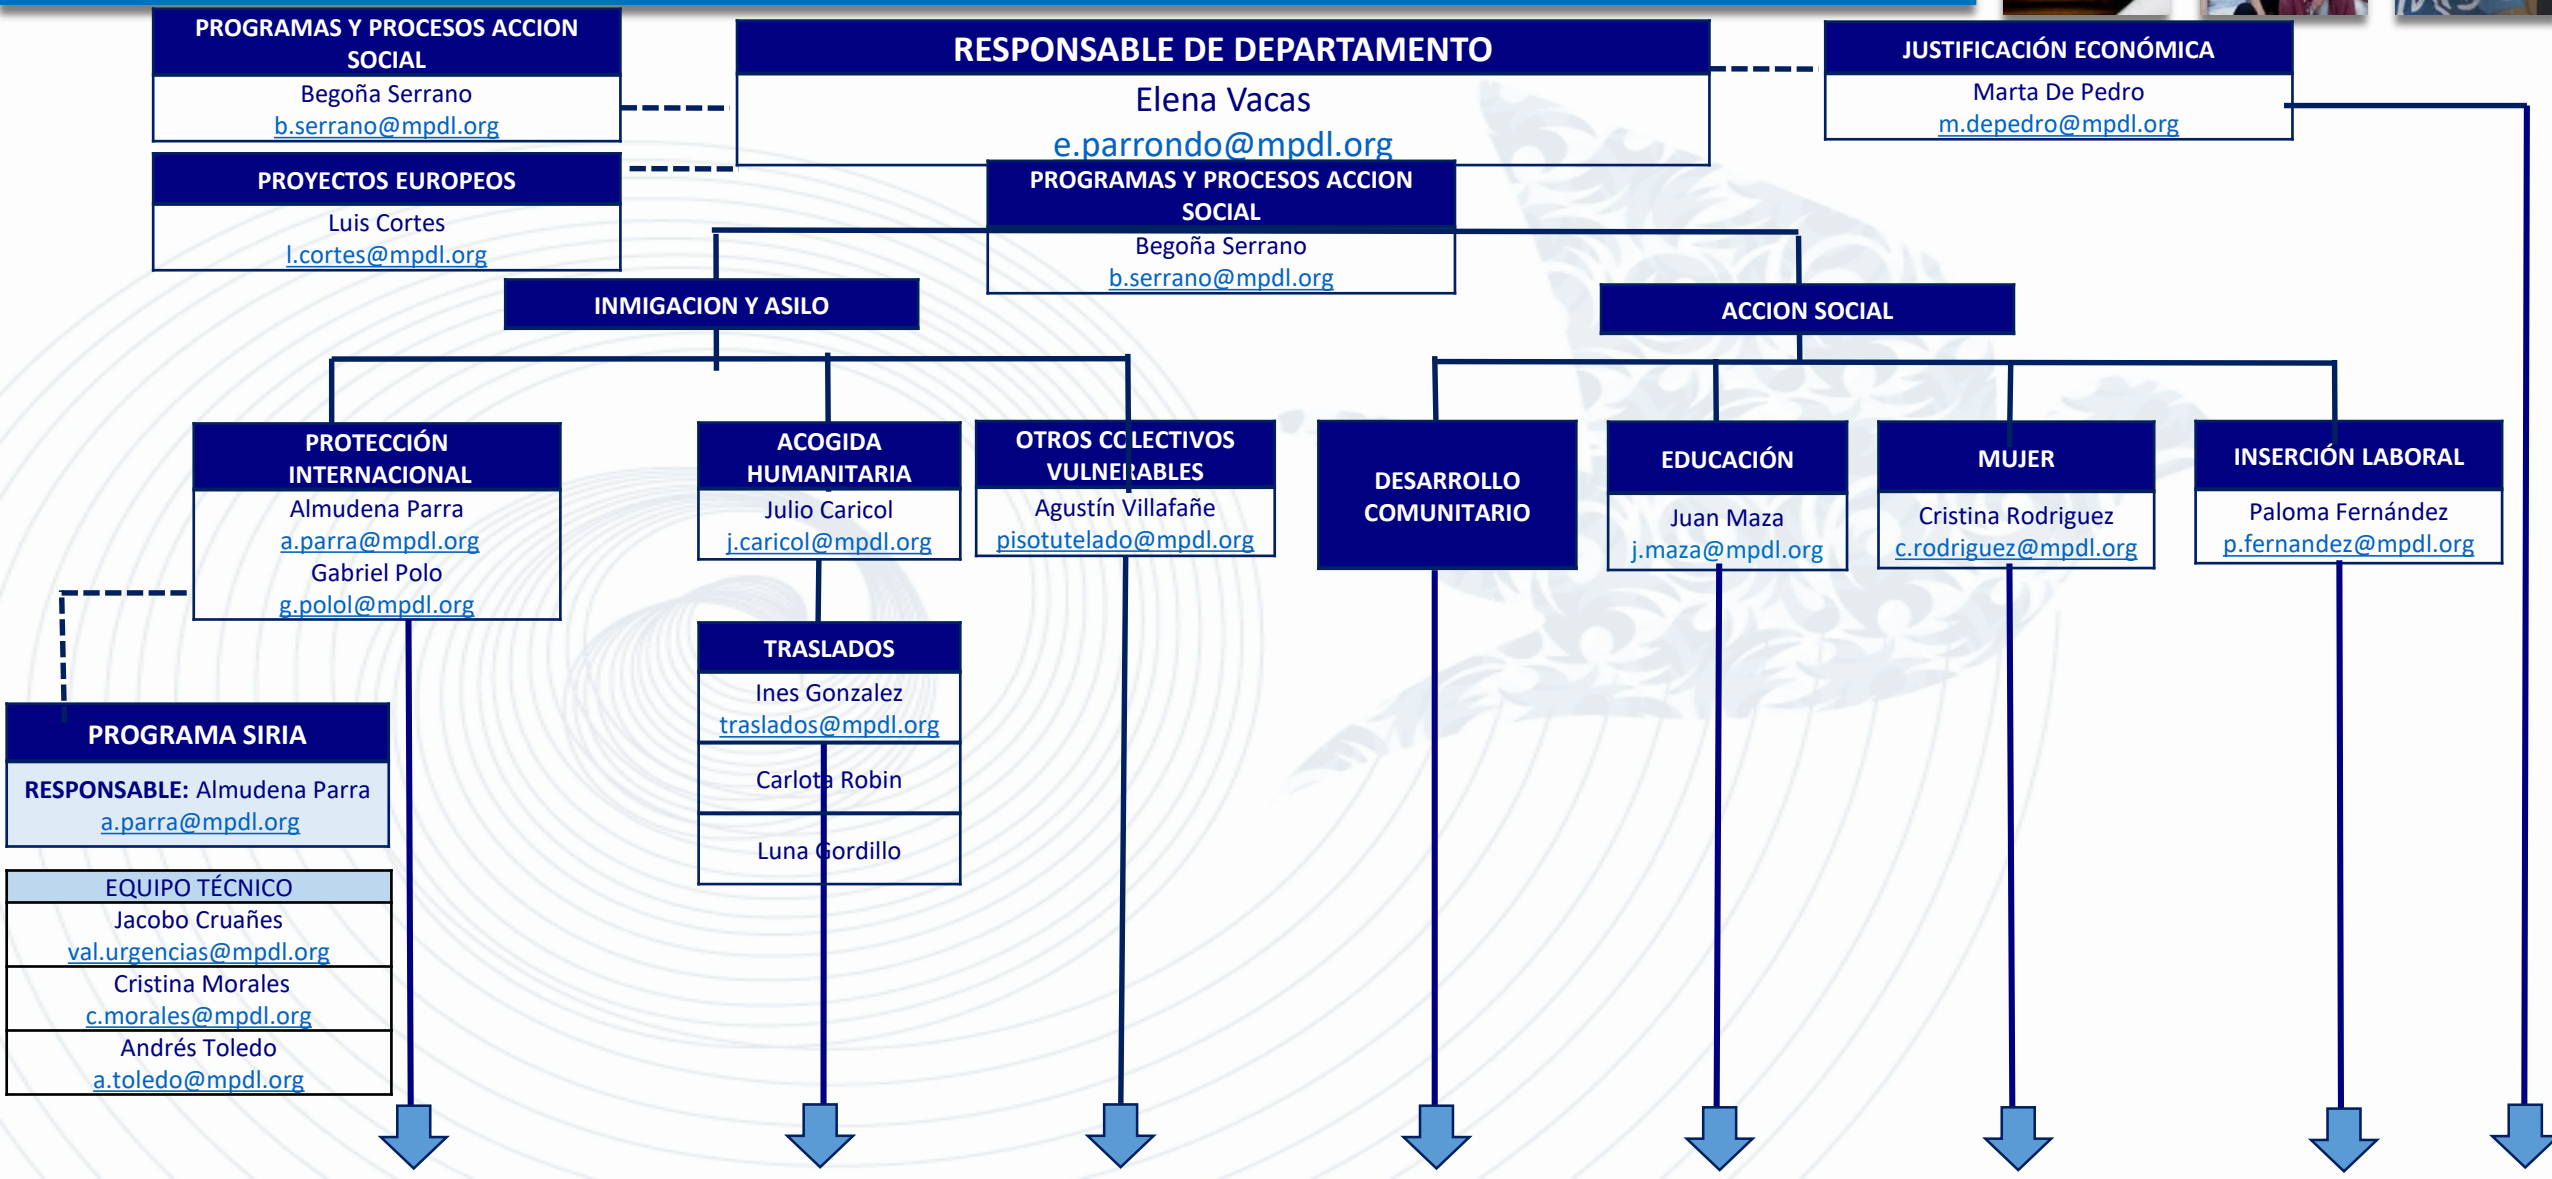 PROGRAMAS Y PROCESOS ACCION
SOCIAL
Begoña Serrano
b.serrano@mpdl.org
RESPONSABLE DE DEPARTAMENTO
Elena Vacas
e.parrondo@mpdl.org
JUSTIFICACIÓN ECONÓMICA
Marta De Pedro
m.depedro@mpdl.org
PROYECTOS EUROPEOS
Luis Cortes
l.cortes@mpdl.org
PROGRAMAS Y PROCESOS ACCION
SOCIAL
Begoña Serrano
b.serrano@mpdl.org
INMIGACION Y ASILO
ACCION SOCIAL
PROTECCIÓN
INTERNACIONAL
Almudena Parra
a.parra@mpdl.org
Gabriel Polo
g.polol@mpdl.org
ACOGIDA
HUMANITARIA
Julio Caricol
j.caricol@mpdl.org
OTROS COLECTIVOS
VULNERABLES
Agustín Villafañe
pisotutelado@mpdl.org
DESARROLLO
COMUNITARIO
EDUCACIÓN
Juan Maza
j.maza@mpdl.org
MUJER
Cristina Rodriguez
c.rodriguez@mpdl.org
INSERCIÓN LABORAL
Paloma Fernández
p.fernandez@mpdl.org
TRASLADOS
Ines Gonzalez
traslados@mpdl.org
Carlota Robin
Luna Gordillo
PROGRAMA SIRIA
RESPONSABLE: Almudena Parra
a.parra@mpdl.org
EQUIPO TÉCNICO
Jacobo Cruañes
val.urgencias@mpdl.org
Cristina Morales
c.morales@mpdl.org
Andrés Toledo
a.toledo@mpdl.org